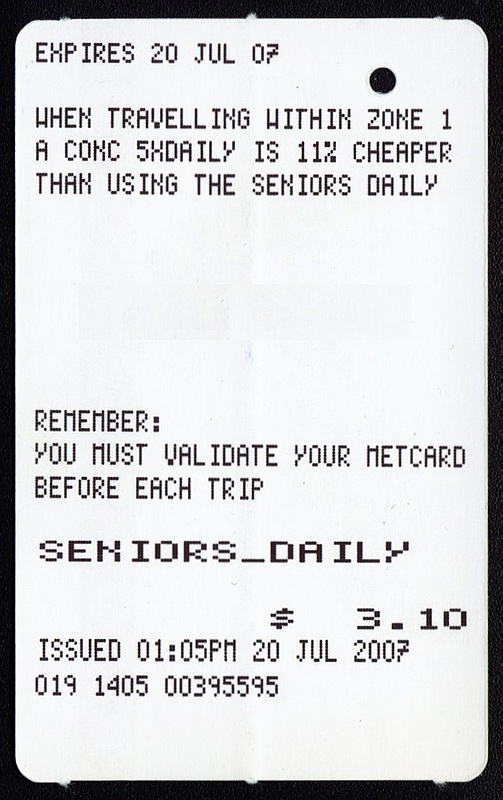 EXPIRES 20 JUL 07
WHEN TRAVELLING WITHIN ZONE 1
A CONC 5XDAILY IS 11% CHEAPER
THAN USING THE SENIORS DAILY
REMEMBER:
YOU MUST VALIDATE YOUR METCARD
BEFORE EACH TRIP
SENIORS_DAILY
$ 3.10
ISSUED 01:05PM 20 JUL 2007
019 1405 00395595